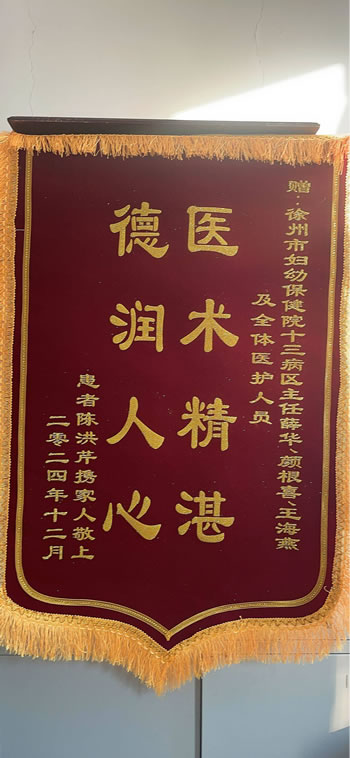 赠:徐州市妇幼保健院十三病区主任薛华、颜根喜、王海燕
及全体医护人员
医术精湛
德润人心
患者陈洪芹携家人敬上
二零二四年十二月